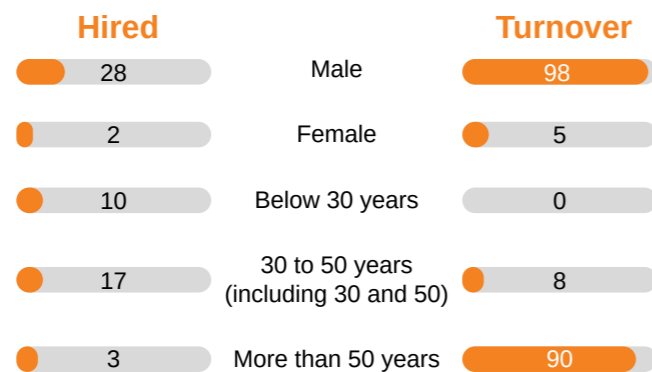 Hired Turnover
28 Male 98
2 Female 5
10 Below 30 years 0
17 30 to 50 years
(including 30 and 50) 8
3 More than 50 years 90